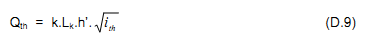 Qth = k.Lk.h'.√ith (D.9)